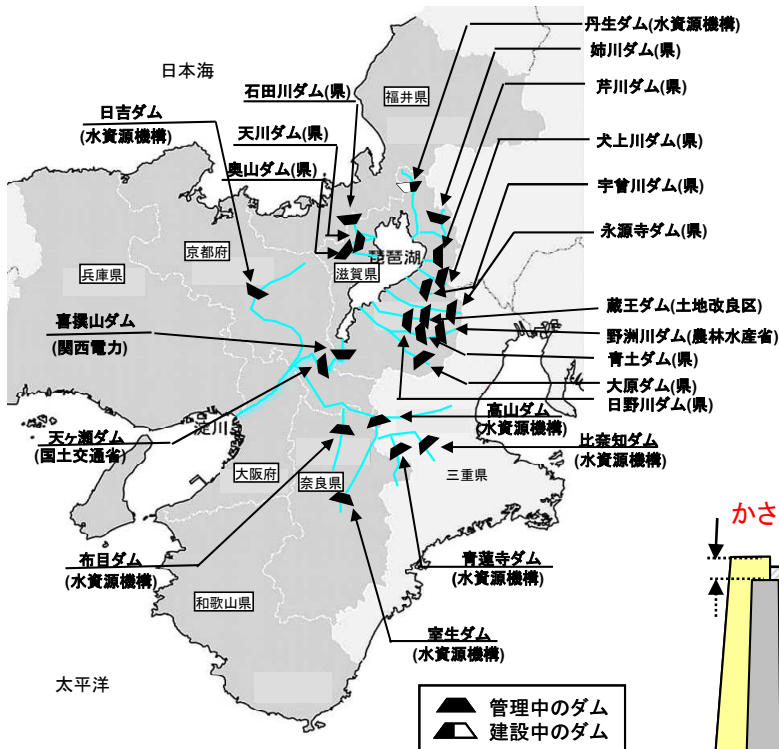 丹生ダム(水資源機構)
姉川ダム(県)
日本海
石田川ダム(県)
福井県
芹川ダム(県)
日吉ダム
(水資源機構)
天川ダム(県)
犬上川ダム(県)
奥山ダム(県)
宇曽川ダム(県)
永源寺ダム(県)
京都府
琵琶湖
滋賀県
兵庫県
蔵王ダム(土地改良区)
喜撰山ダム
(関西電力)
野洲川ダム(農林水産省)
青土ダム(県)
大原ダム(県)
日野川ダム(県)
高山ダム
(水資源機構)
淀川
天ヶ瀬ダム
(国土交通省)
比奈知ダム
(水資源機構)
大阪府
奈良県
三重県
かさ
布目ダム
(水資源機構)
青蓮寺ダム
(水資源機構)
和歌山県
室生ダム
(水資源機構)
太平洋
管理中のダム
建設中のダム